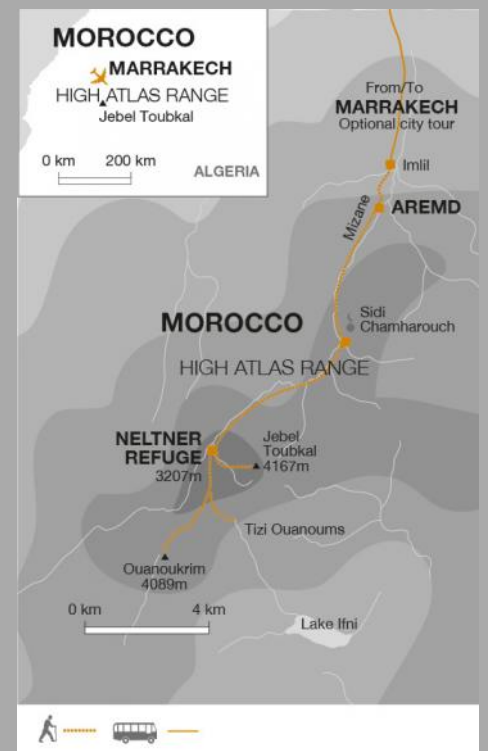 MOROCCO
MARRAKECH
HIGH ATLAS RANGE
Jebel Toubkal
0 km 200 km
ALGERIA
From/To
MARRAKECH
Optional city tour
Imlil
AREMD
Mizane
Sidi
Chamharouch
MOROCCO
HIGH ATLAS RANGE
NELTNER
REFUGE
3207m
Jebel
Toubkal
4167m
Tizi Ouanoums
Ouanoukrim
4089m
0 km 4 km
Lake Ifni